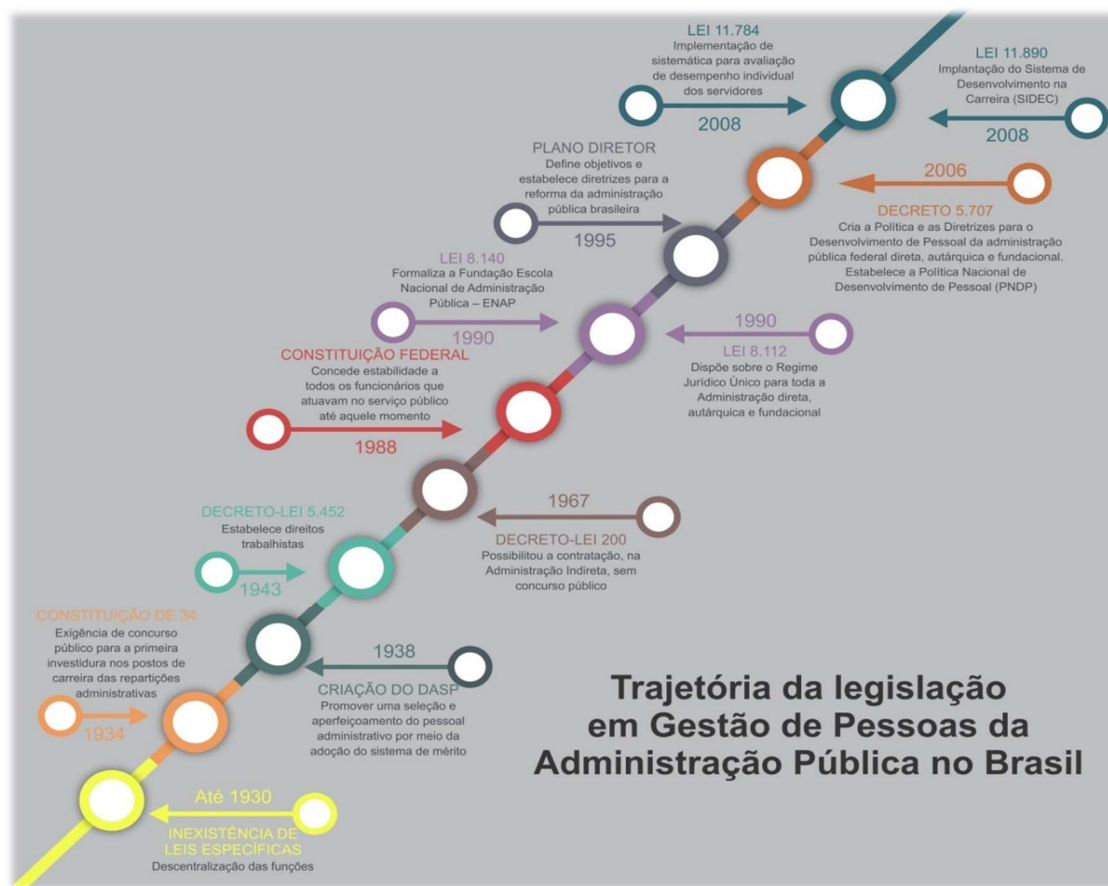 LEI 11.784
Implementação de
sistemática para avaliação
de desempenho individual
dos servidores
2008
LEI 11.890
Implantação do Sistema de
Desenvolvimento na
Carreira (SIDEC)
2008
PLANO DIRETOR
Define objetivos e
estabelece diretrizes para a
reforma da administração
pública brasileira
1995
2006
DECRETO 5.707
Cria a Política e as Diretrizes para o
Desenvolvimento de Pessoal da administração
pública federal direta, autárquica e fundacional.
Estabelece a Política Nacional de
Desenvolvimento de Pessoal (PNDP)
LEI 8.140
Formaliza a Fundação Escola
Nacional de Administração
Pública – ENAP
1990
1990
LEI 8.112
Dispõe sobre o Regime
Jurídico Único para toda a
Administração direta,
autárquica e fundacional
CONSTITUIÇÃO FEDERAL
Concede estabilidade a
todos os funcionários que
atuavam no serviço público
até aquele momento
1988
1967
DECRETO-LEI 200
Possibilitou a contratação, na
Administração Indireta, sem
concurso público
DECRETO-LEI 5.452
Estabelece direitos
trabalhistas
1943
CONSTITUIÇÃO DE 34
Exigência de concurso
público para a primeira
investidura nos postos de
carreira das repartições
administrativas
1934
1938
CRIAÇÃO DO DASP
Promover uma seleção e
aperfeiçoamento do pessoal
administrativo por meio da
adoção do sistema de mérito
Trajetória da legislação
em Gestão de Pessoas da
Administração Pública no Brasil
Até 1930
INEXISTÊNCIA DE
LEIS ESPECÍFICAS
Descentralização das funções